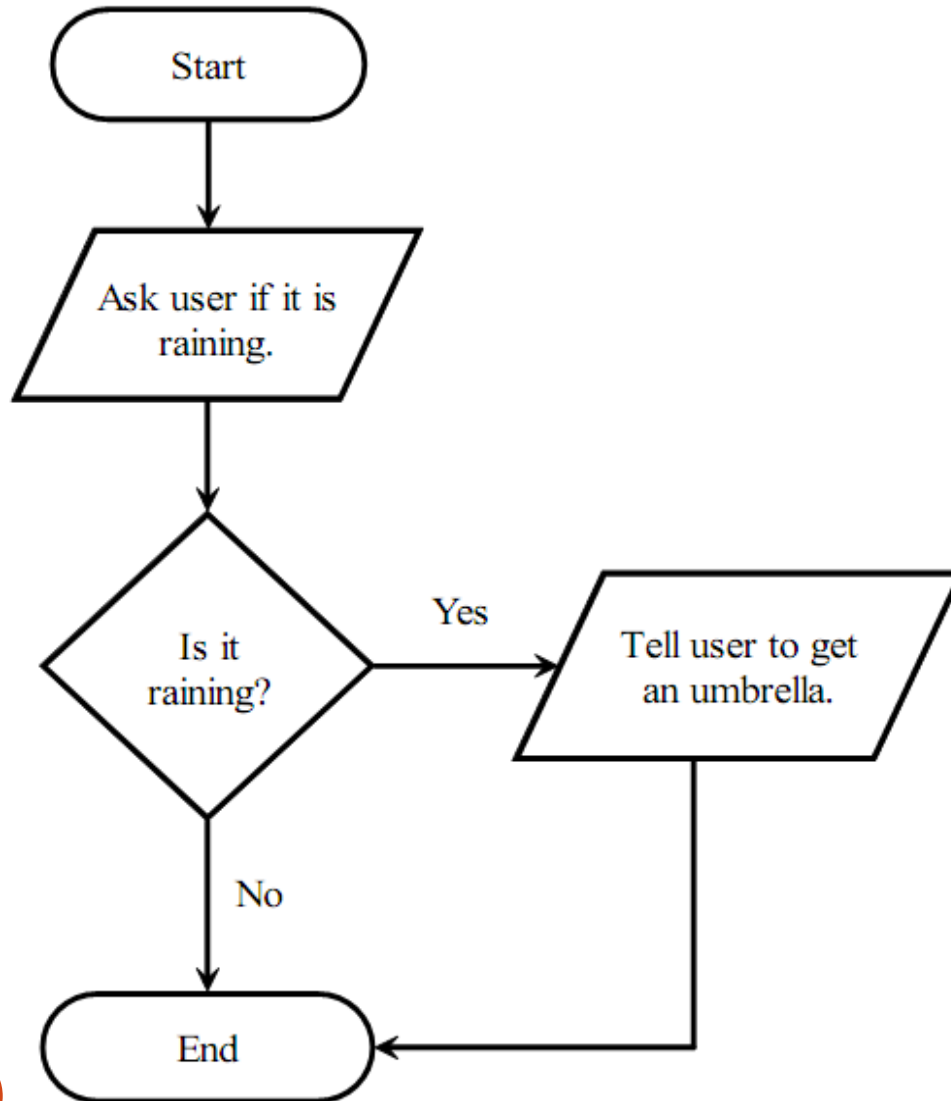 Start
Ask user if it is
raining.
Is it
raining?
Yes
Tell user to get
an umbrella.
No
End